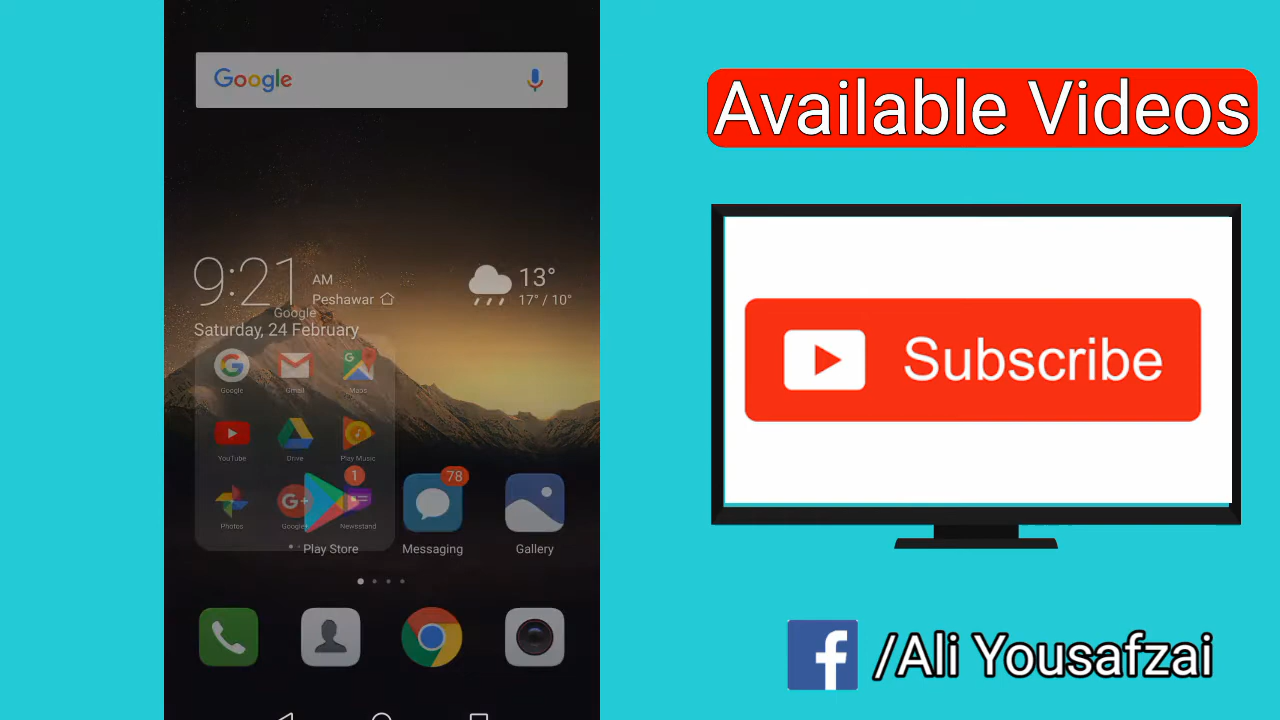 Google
9:21 AM
Peshawar
13°
17° / 10°
Google
Saturday, 24 February
Google Gmail Maps
YouTube Drive Play Music
1
78
Photos Google+ Newsstand
Play Store Messaging Gallery
Available Videos
Subscribe
f /Ali Yousafzai